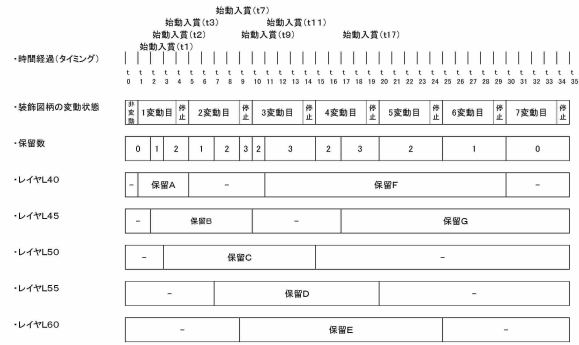 始動入賞(t7)
始動入賞(t3) 始動入賞(t11)
始動入賞(t2) 始動入賞(t9) 始動入賞(t17)
始動入賞(t1)
・時間経過(タイミング)
t t t t t t t t t t t t t t t t t t t t t t t t t t t t t t t t t t t t
0 1 2 3 4 5 6 7 8 9 10 11 12 13 14 15 16 17 18 19 20 21 22 23 24 25 26 27 28 29 30 31 32 33 34 35
・装飾図柄の変動状態 非変動 1変動目 停止 2変動目 停止 3変動目 停止 4変動目 停止 5変動目 停止 6変動目 停止 7変動目 停止
・保留数 0 1 2 1 2 3 2 3 2 3 2 1 0
・レイヤL40 - 保留A - 保留F -
・レイヤL45 - 保留B - 保留G
・レイヤL50 - 保留C -
・レイヤL55 - 保留D -
・レイヤL60 - 保留E -